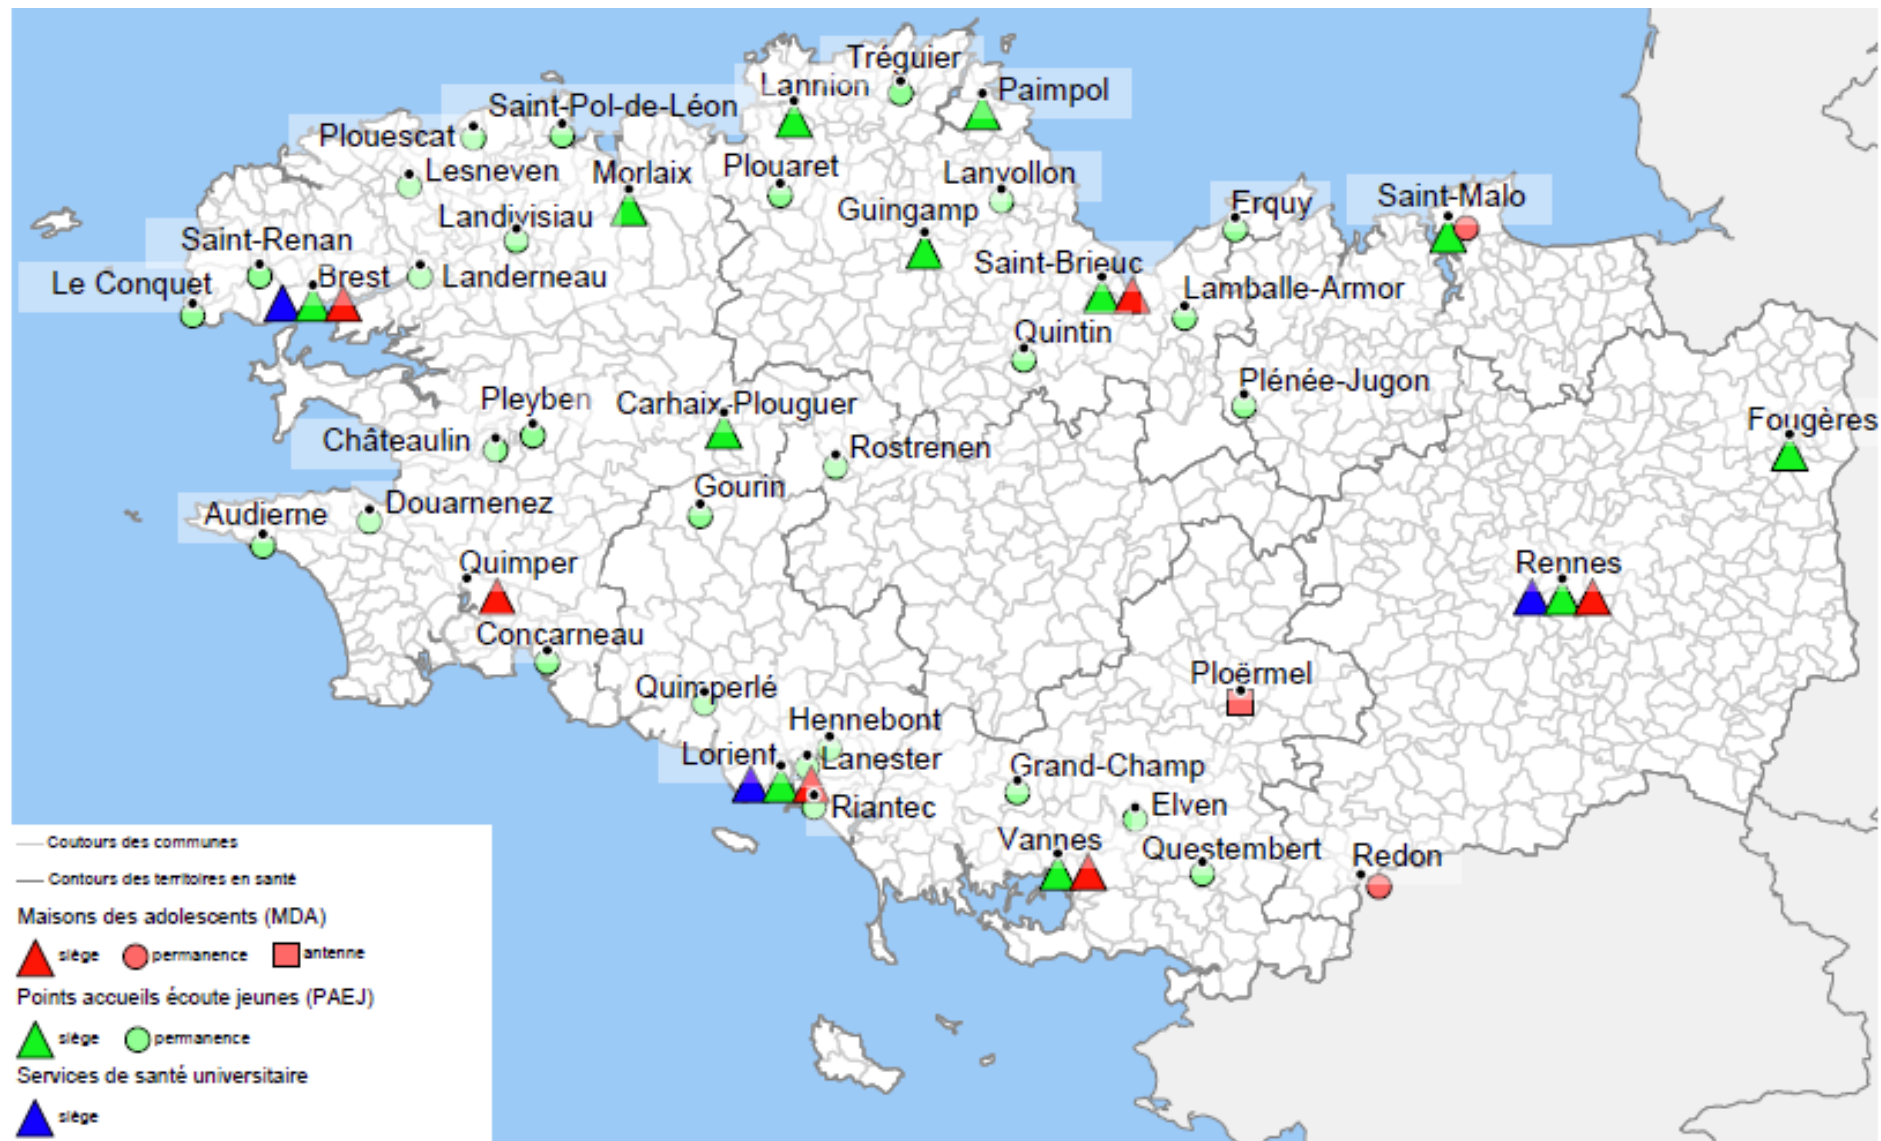 Tréguier
Lannion
Paimpol
Saint-Pol-de-Léon
Plouescat
Lesneven
Morlaix
Plouaret
Lanvollon
Guingamp
Erquy
Saint-Malo
Landivisiau
Saint-Renan
Brest
Landerneau
Le Conquet
Saint-Brieuc
Lamballe-Armor
Quintin
Plénée-Jugon
Pleyben
Carhaix-Plouguer
Fougères
Châteaulin
Rostrenen
Gourin
Douarnenez
Audierne
Quimper
Rennes
Concarneau
Ploërmel
Quimperlé
Hennebont
Lorient
Lanester
Grand-Champ
Riantec
Elven
Vannes
Questembert
Redon
Coutours des communes
Contours des territoires en santé
Maisons des adolescents (MDA)
siège permanence antenne
Points accueils écoute jeunes (PAEJ)
siège permanence
Services de santé universitaire
siège